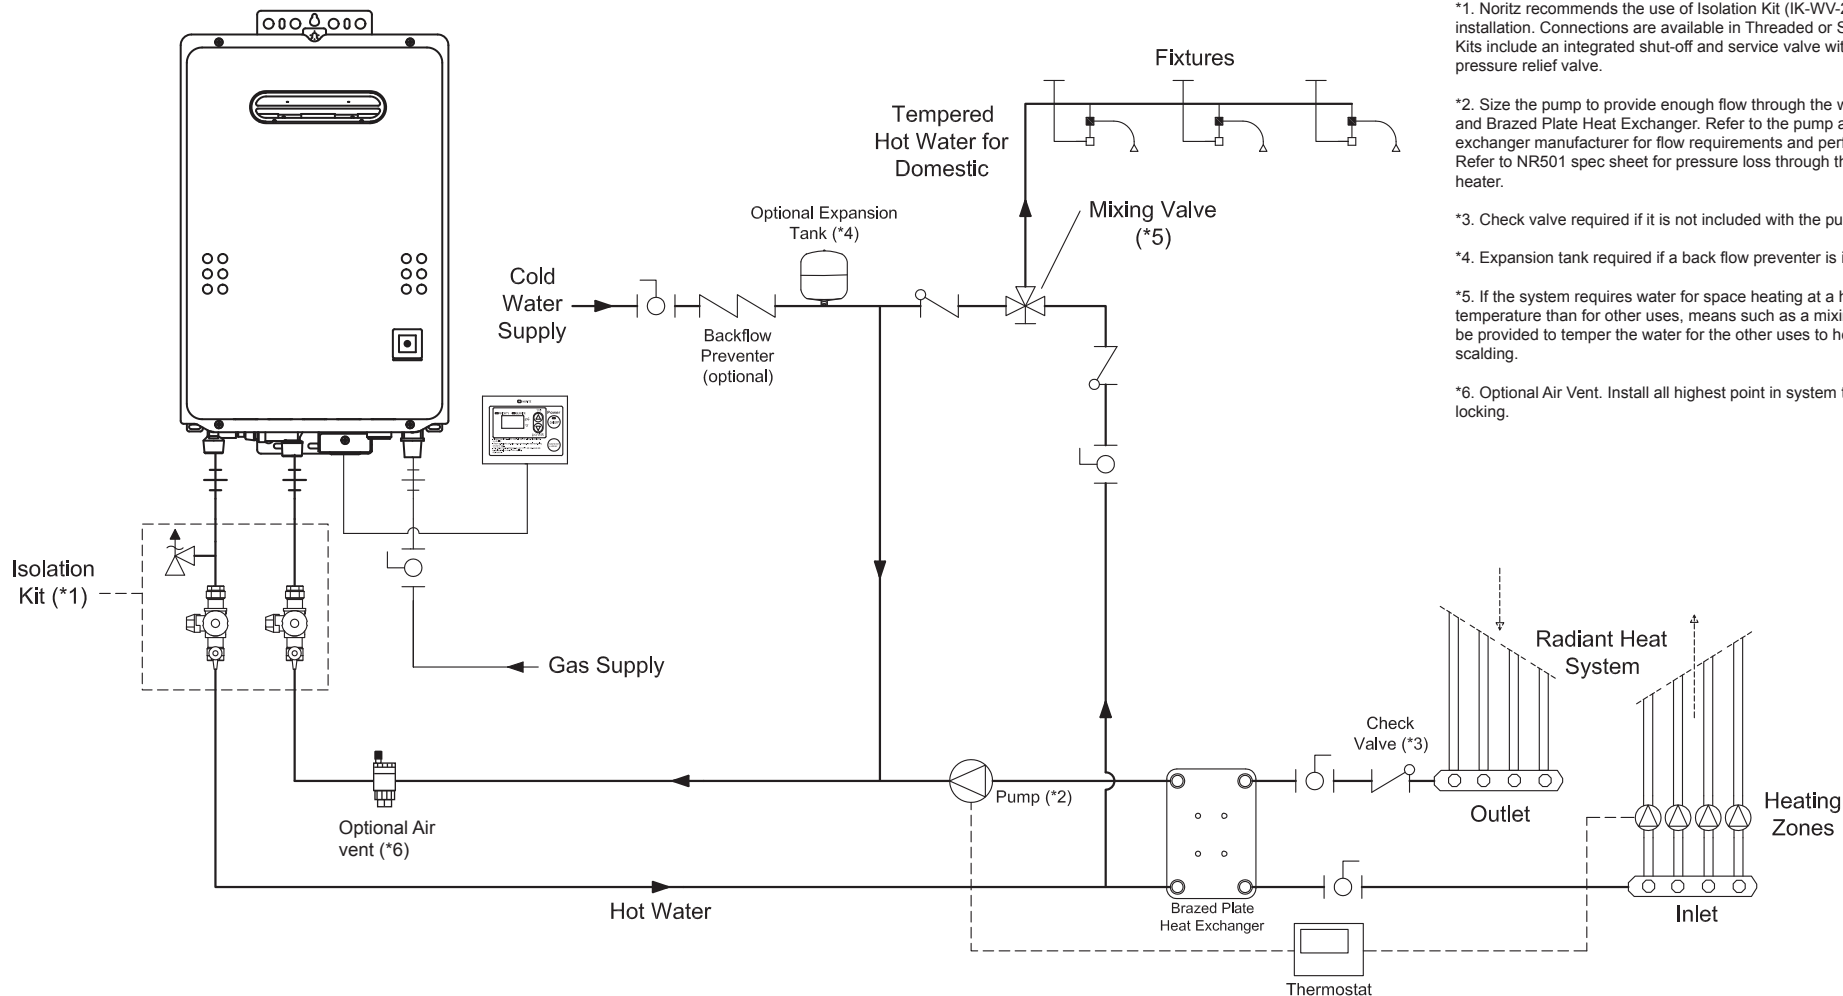 *1. Noritz recommends the use of Isolation Kit (IK-WV-2
installation. Connections are available in Threaded or S
Kits include an integrated shut-off and service valve wit
pressure relief valve.
*2. Size the pump to provide enough flow through the w
and Brazed Plate Heat Exchanger. Refer to the pump a
exchanger manufacturer for flow requirements and per
Refer to NR501 spec sheet for pressure loss through th
heater.
*3. Check valve required if it is not included with the pu
*4. Expansion tank required if a back flow preventer is i
*5. If the system requires water for space heating at a h
temperature than for other uses, means such as a mixin
be provided to temper the water for the other uses to he
scalding.
*6. Optional Air Vent. Install all highest point in system t
locking.
Fixtures
Tempered
Hot Water for
Domestic
Optional Expansion
Tank (*4)
Mixing Valve
(*5)
Cold
Water
Supply
Backflow
Preventer
(optional)
Isolation
Kit (*1)
Gas Supply
Radiant Heat
System
Check
Valve (*3)
Pump (*2)
Outlet
Heating
Zones
Optional Air
vent (*6)
Hot Water
Brazed Plate
Heat Exchanger
Inlet
Thermostat